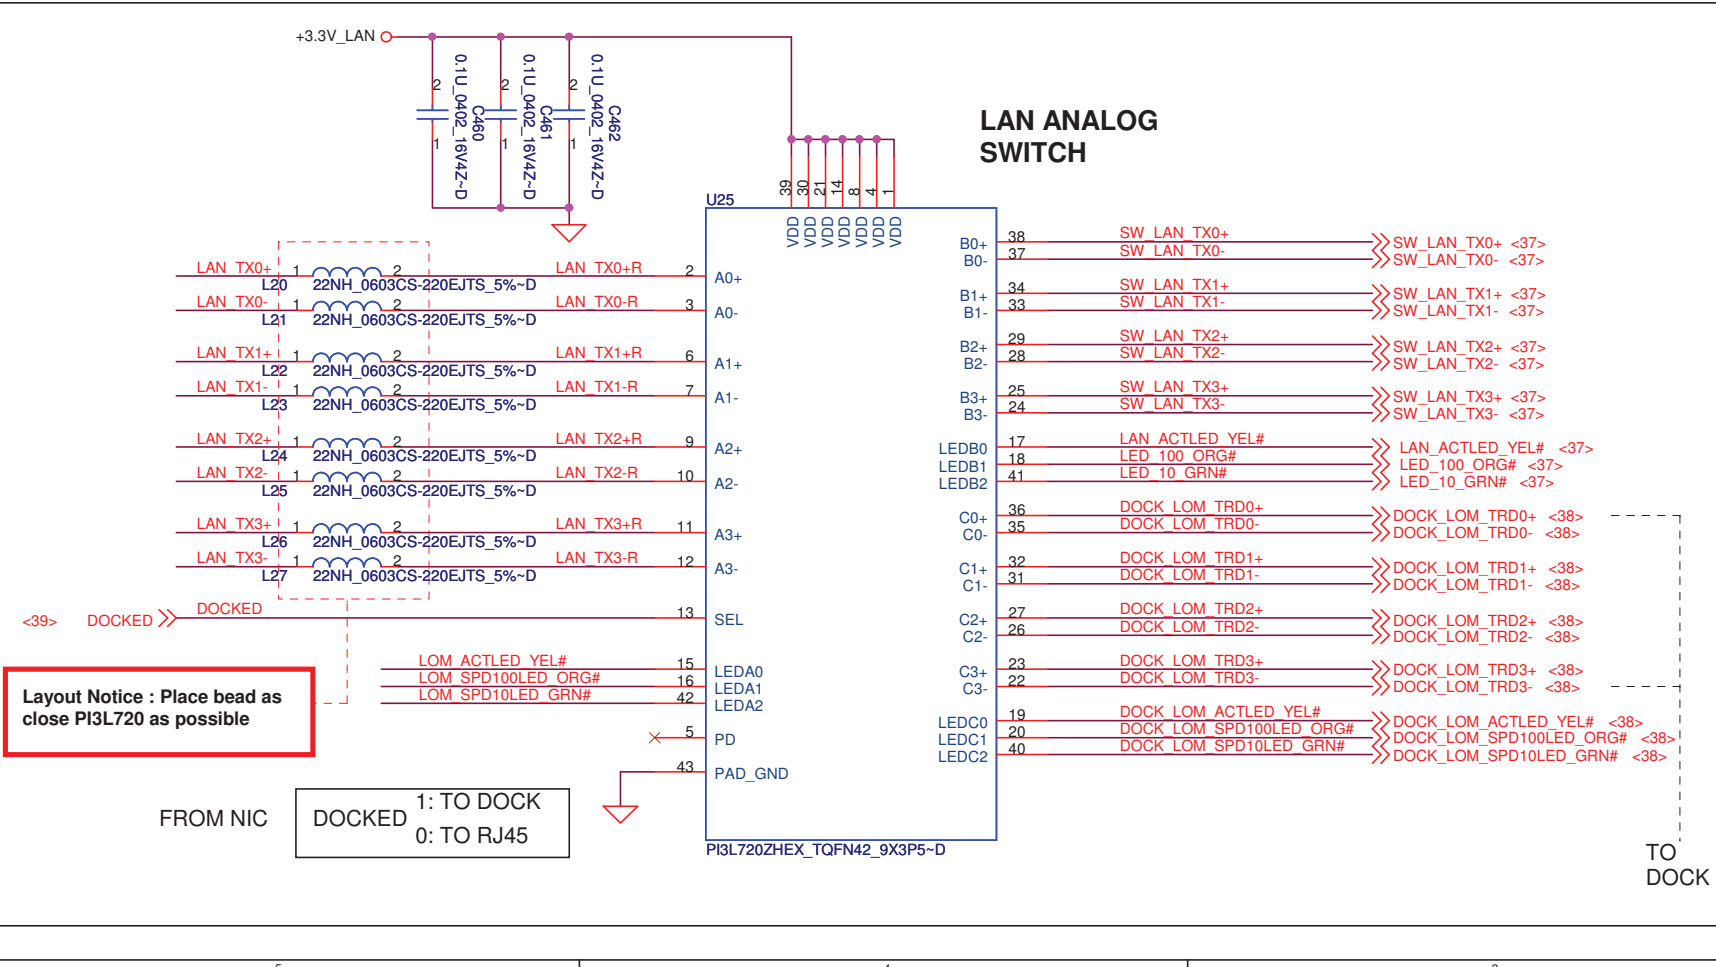 +3.3V_LAN
0.1U_0402_16V4Z~D
C460
2
1
0.1U_0402_16V4Z~D
C461
2
1
0.1U_0402_16V4Z~D
C462
2
1
LAN ANALOG
SWITCH
U25
39 30 21 14 8 4 1
VDD VDD VDD VDD VDD VDD VDD
LAN_TX0+ 1 2 LAN_TX0+R 2 A0+
L20 22NH_0603CS-220EJTS_5%~D
LAN_TX0- 1 2 LAN_TX0-R 3 A0-
L21 22NH_0603CS-220EJTS_5%~D
LAN_TX1+ 1 2 LAN_TX1+R 6 A1+
L22 22NH_0603CS-220EJTS_5%~D
LAN_TX1- 1 2 LAN_TX1-R 7 A1-
L23 22NH_0603CS-220EJTS_5%~D
LAN_TX2+ 1 2 LAN_TX2+R 9 A2+
L24 22NH_0603CS-220EJTS_5%~D
LAN_TX2- 1 2 LAN_TX2-R 10 A2-
L25 22NH_0603CS-220EJTS_5%~D
LAN_TX3+ 1 2 LAN_TX3+R 11 A3+
L26 22NH_0603CS-220EJTS_5%~D
LAN_TX3- 1 2 LAN_TX3-R 12 A3-
L27 22NH_0603CS-220EJTS_5%~D
<39> DOCKED DOCKED 13 SEL
LOM_ACTLED_YEL# 15 LEDA0
LOM_SPD100LED_ORG# 16 LEDA1
LOM_SPD10LED_GRN# 42 LEDA2
5 PD
43 PAD_GND
Layout Notice : Place bead as
close PI3L720 as possible
FROM NIC
DOCKED
1: TO DOCK
0: TO RJ45
B0+ 38 SW_LAN_TX0+ SW_LAN_TX0+ <37>
B0- 37 SW_LAN_TX0- SW_LAN_TX0- <37>
B1+ 34 SW_LAN_TX1+ SW_LAN_TX1+ <37>
B1- 33 SW_LAN_TX1- SW_LAN_TX1- <37>
B2+ 29 SW_LAN_TX2+ SW_LAN_TX2+ <37>
B2- 28 SW_LAN_TX2- SW_LAN_TX2- <37>
B3+ 25 SW_LAN_TX3+ SW_LAN_TX3+ <37>
B3- 24 SW_LAN_TX3- SW_LAN_TX3- <37>
LEDB0 17 LAN_ACTLED_YEL# LAN_ACTLED_YEL# <37>
LEDB1 18 LED_100_ORG# LED_100_ORG# <37>
LEDB2 41 LED_10_GRN# LED_10_GRN# <37>
C0+ 36 DOCK_LOM_TRD0+ DOCK_LOM_TRD0+ <38>
C0- 35 DOCK_LOM_TRD0- DOCK_LOM_TRD0- <38>
C1+ 32 DOCK_LOM_TRD1+ DOCK_LOM_TRD1+ <38>
C1- 31 DOCK_LOM_TRD1- DOCK_LOM_TRD1- <38>
C2+ 27 DOCK_LOM_TRD2+ DOCK_LOM_TRD2+ <38>
C2- 26 DOCK_LOM_TRD2- DOCK_LOM_TRD2- <38>
C3+ 23 DOCK_LOM_TRD3+ DOCK_LOM_TRD3+ <38>
C3- 22 DOCK_LOM_TRD3- DOCK_LOM_TRD3- <38>
LEDC0 19 DOCK_LOM_ACTLED_YEL# DOCK_LOM_ACTLED_YEL# <38>
LEDC1 20 DOCK_LOM_SPD100LED_ORG# DOCK_LOM_SPD100LED_ORG# <38>
LEDC2 40 DOCK_LOM_SPD10LED_GRN# DOCK_LOM_SPD10LED_GRN# <38>
PI3L720ZHEX_TQFN42_9X3P5~D
TO
DOCK